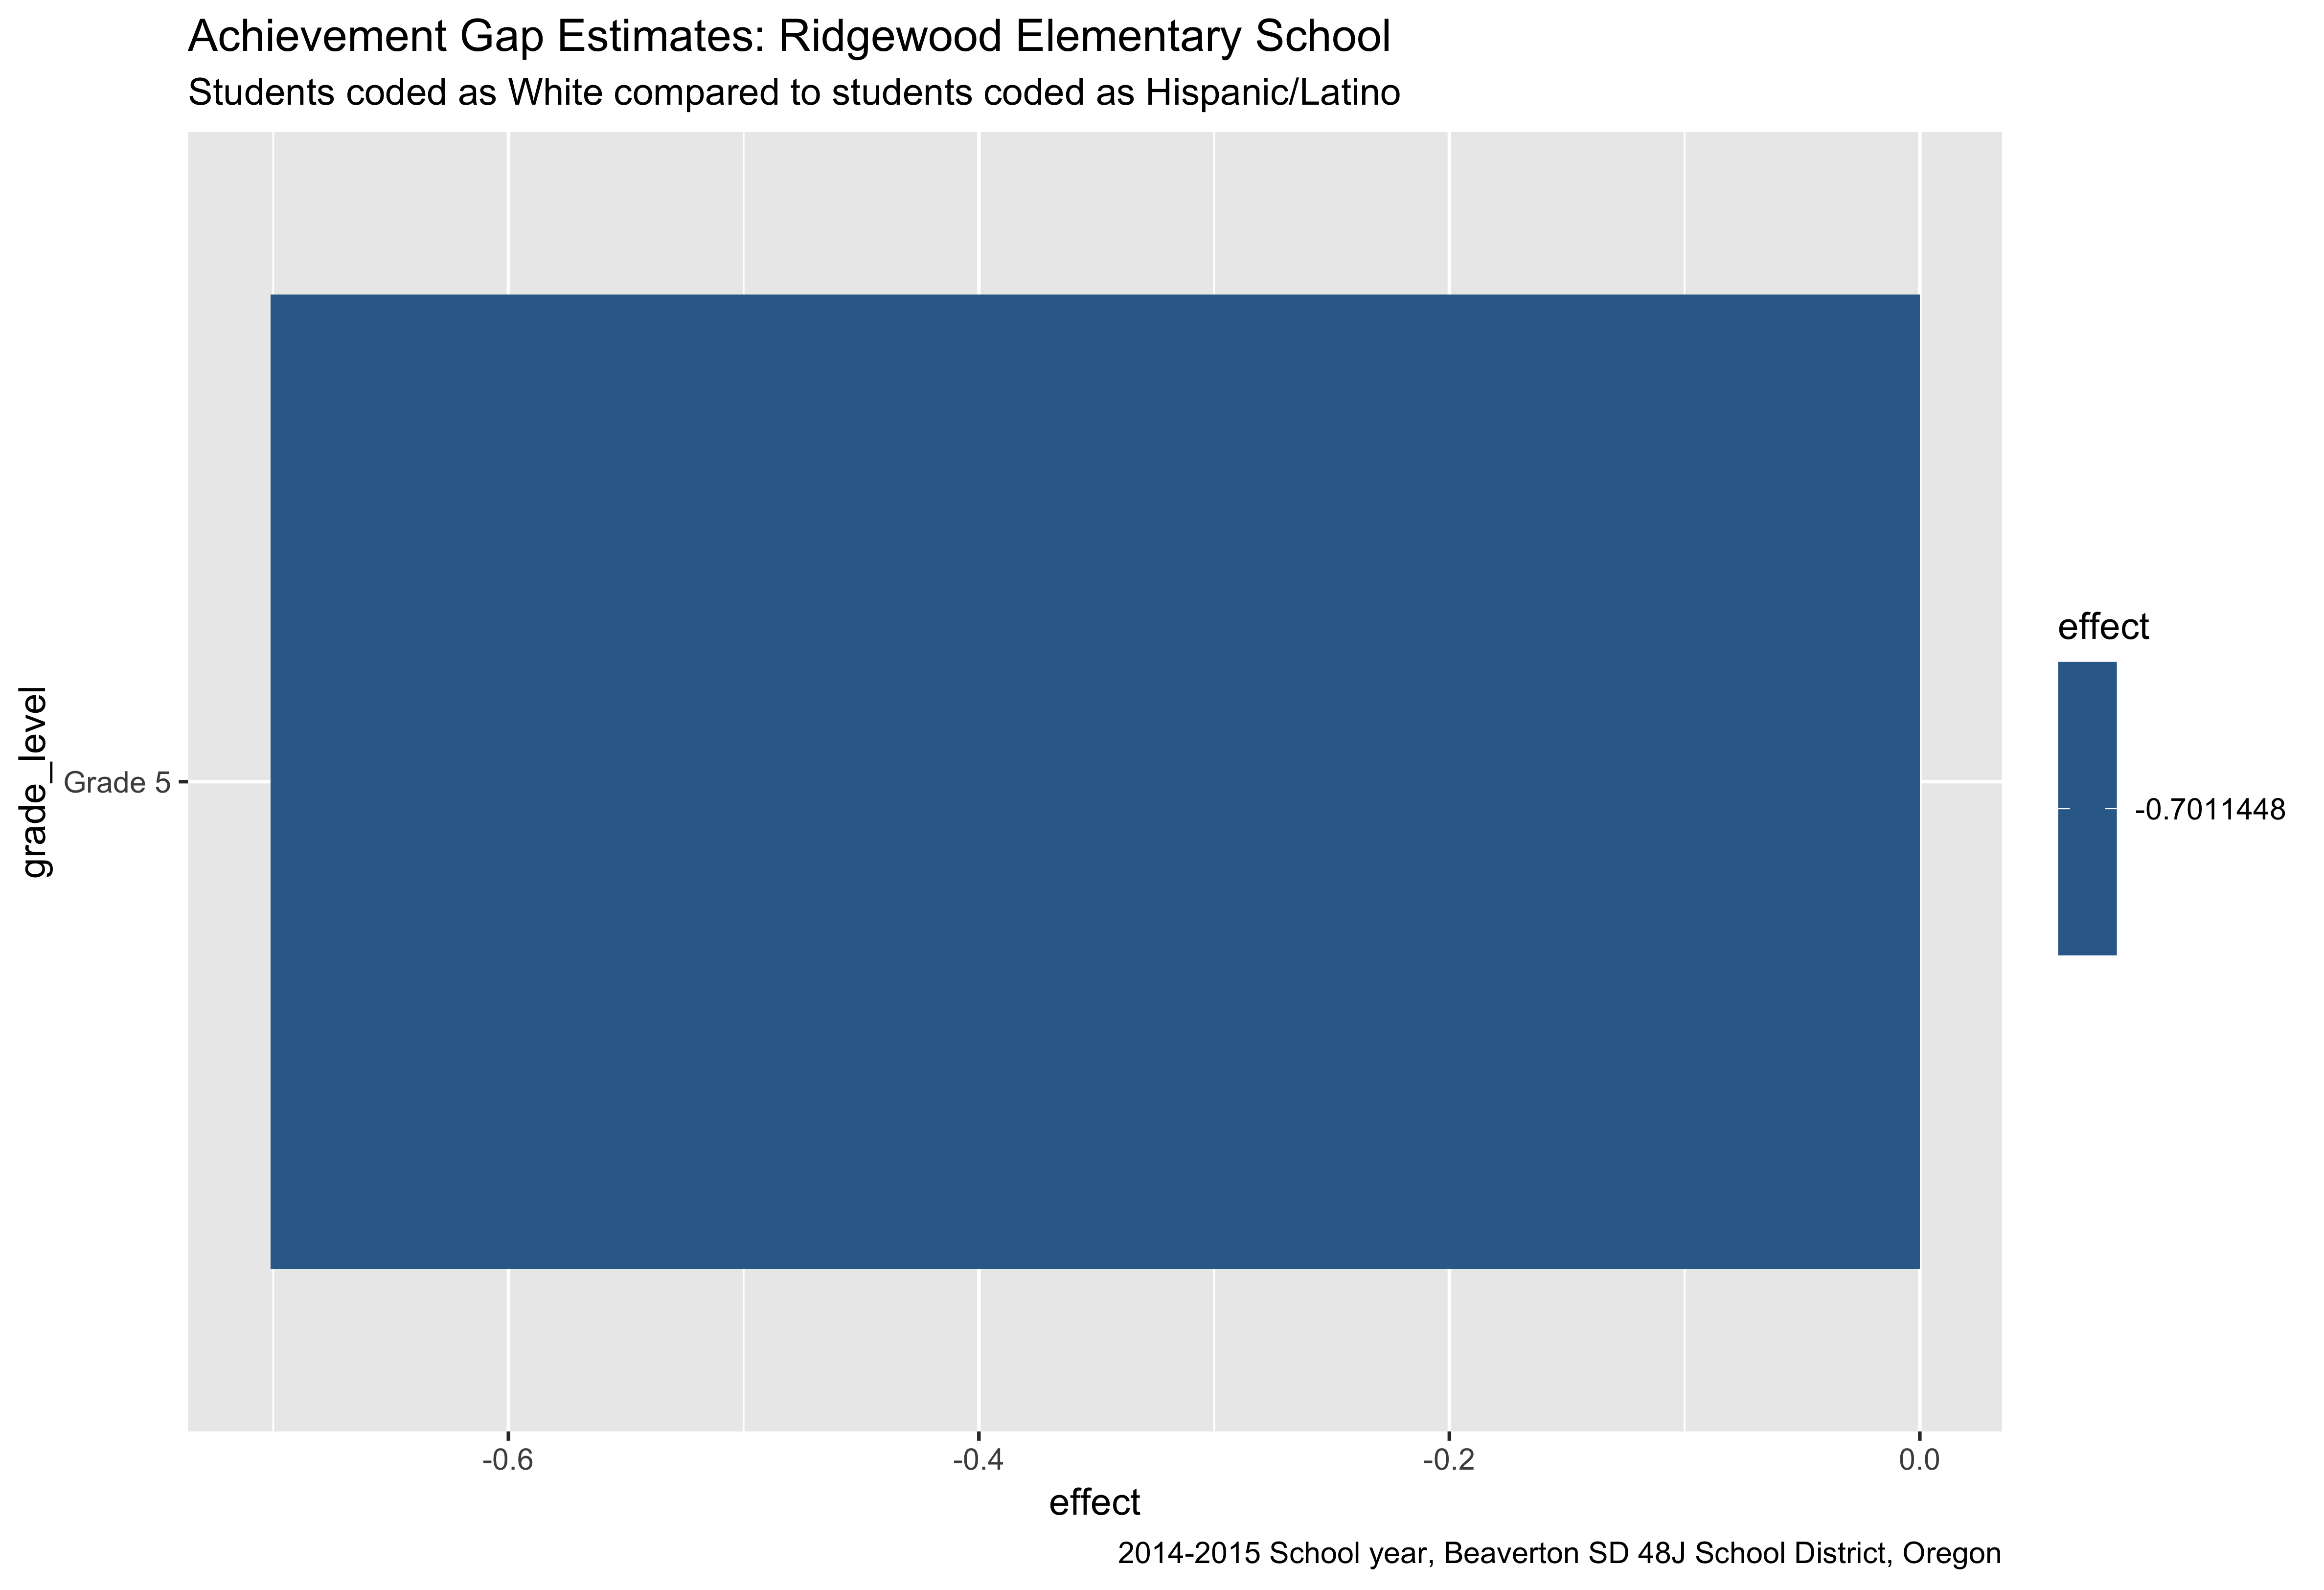 Achievement Gap Estimates: Ridgewood Elementary School
Students coded as White compared to students coded as Hispanic/Latino
grade_level
Grade 5
effect
-0.7011448
-0.6
-0.4
-0.2
0.0
effect
2014-2015 School year, Beaverton SD 48J School District, Oregon